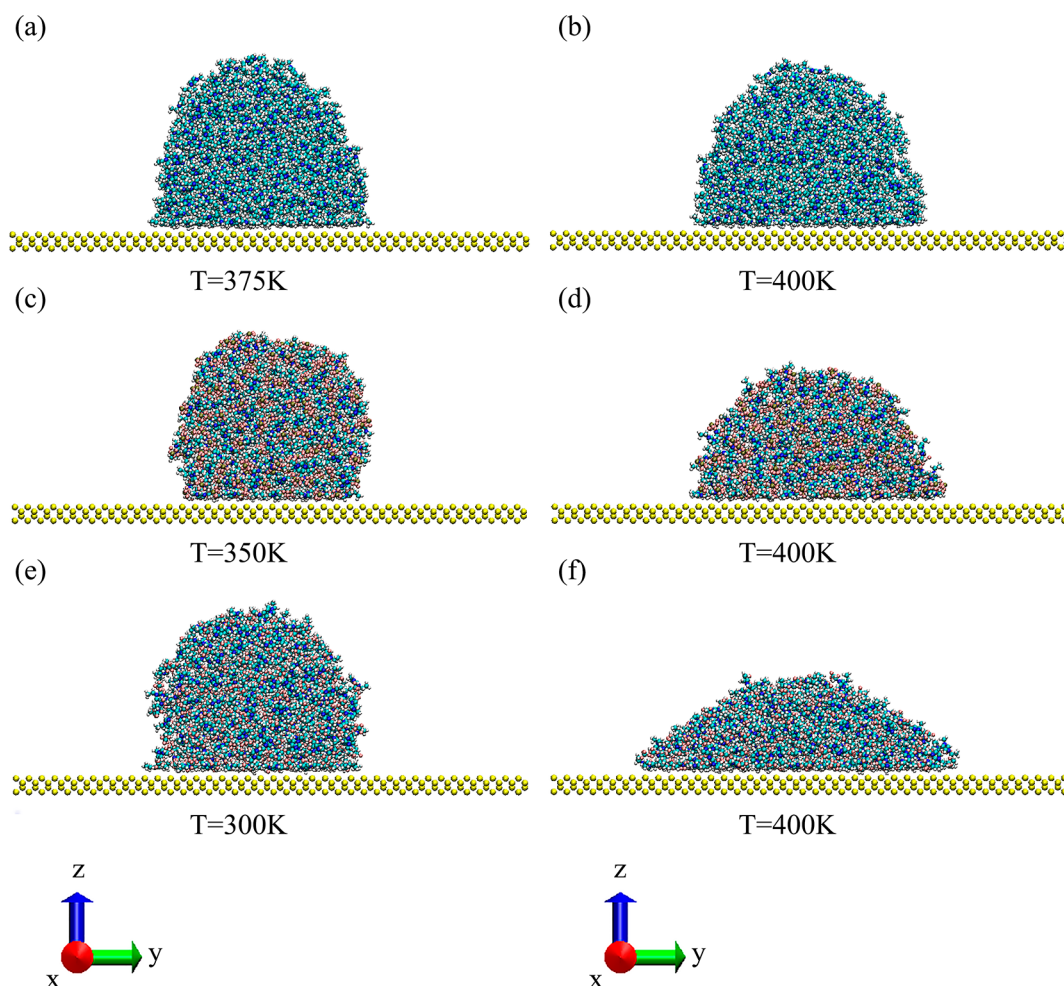 (a) (b)
T=375K T=400K
(c) (d)
T=350K T=400K
(e) (f)
T=300K T=400K
z z
y y
x x